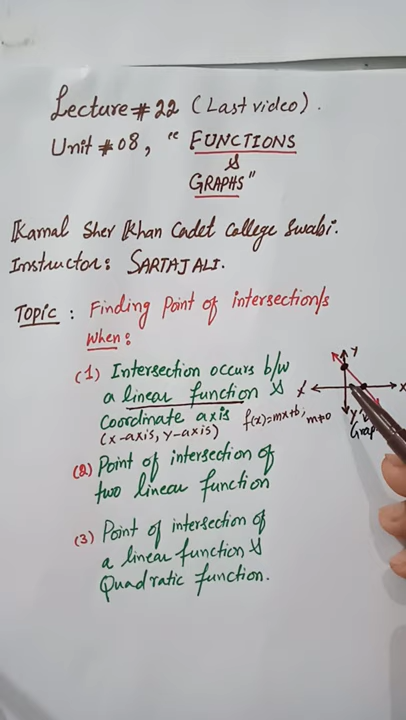 Lecture # 22 (Last video).
Unit # 08, " FUNCTIONS
&
GRAPHS"
Kamal Sher Khan Cadet College Swabi.
Instructor: SARTAJ ALI.
Topic: Finding Point of intersection/s
When:
(1) Intersection occurs b/w
a linear function &
Coordinate axis
(x-axis, y-axis) f(x)=mx+b, m≠0
(2) Point of intersection of
two linear function
(3) Point of intersection of
a linear function &
Quadratic function.
Y
X